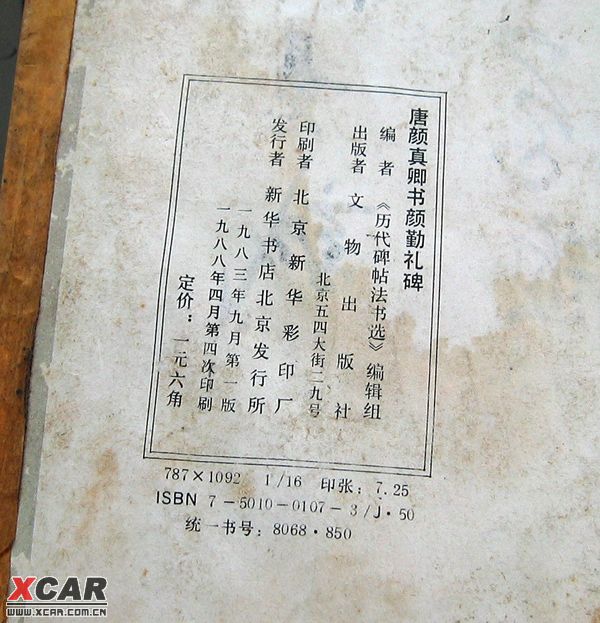 唐颜真卿书颜勤礼碑
编者 《历代碑帖法书选》编辑组
出版者 文物出版社
北京五四大街二九号
印刷者 北京新华彩印厂
发行者 新华书店北京发行所
一九八三年九月第一版
一九八八年四月第四次印刷
定价：一元六角
787×1092 1/16 印张：7.25
ISBN 7-5010-0107-3/J·50
统一书号：8068·850
XCAR
WWW.XCAR.COM.CN